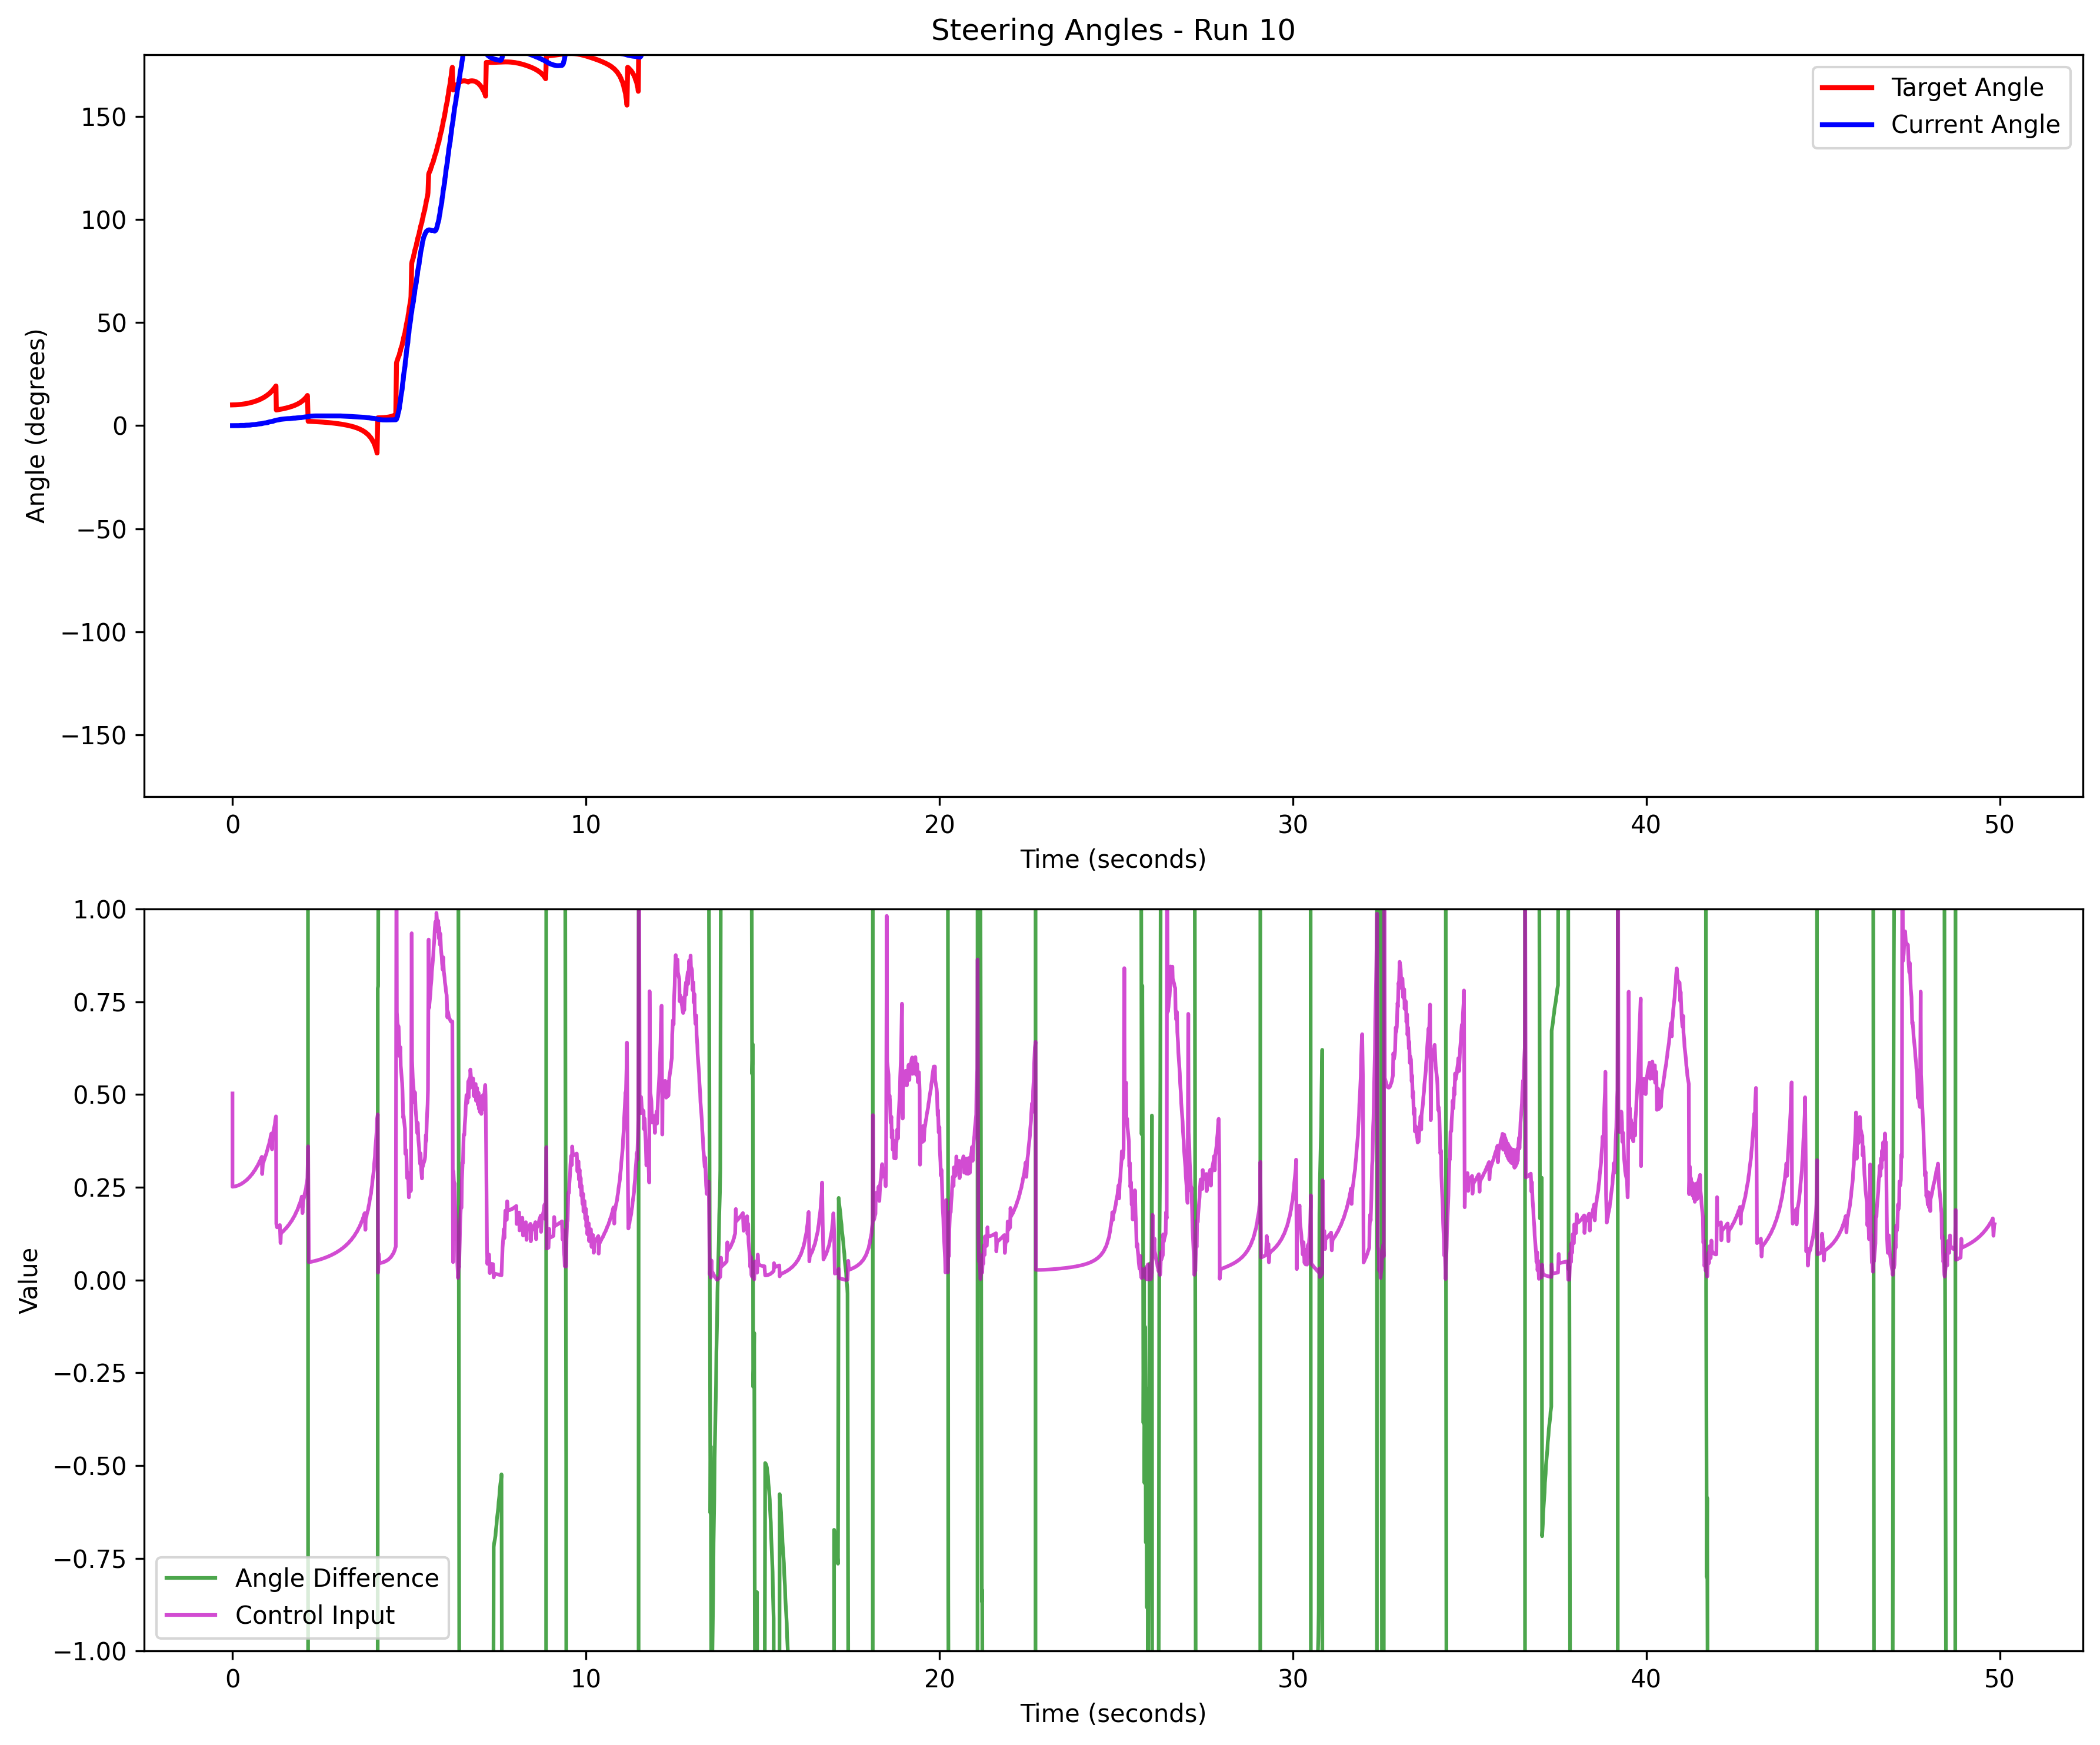 Steering Angles - Run 10
Angle (degrees)
150
100
50
0
−50
−100
−150
Target Angle
Current Angle
0 10 20 30 40 50
Time (seconds)
Value
1.00
0.75
0.50
0.25
0.00
−0.25
−0.50
−0.75
−1.00
Angle Difference
Control Input
0 10 20 30 40 50
Time (seconds)